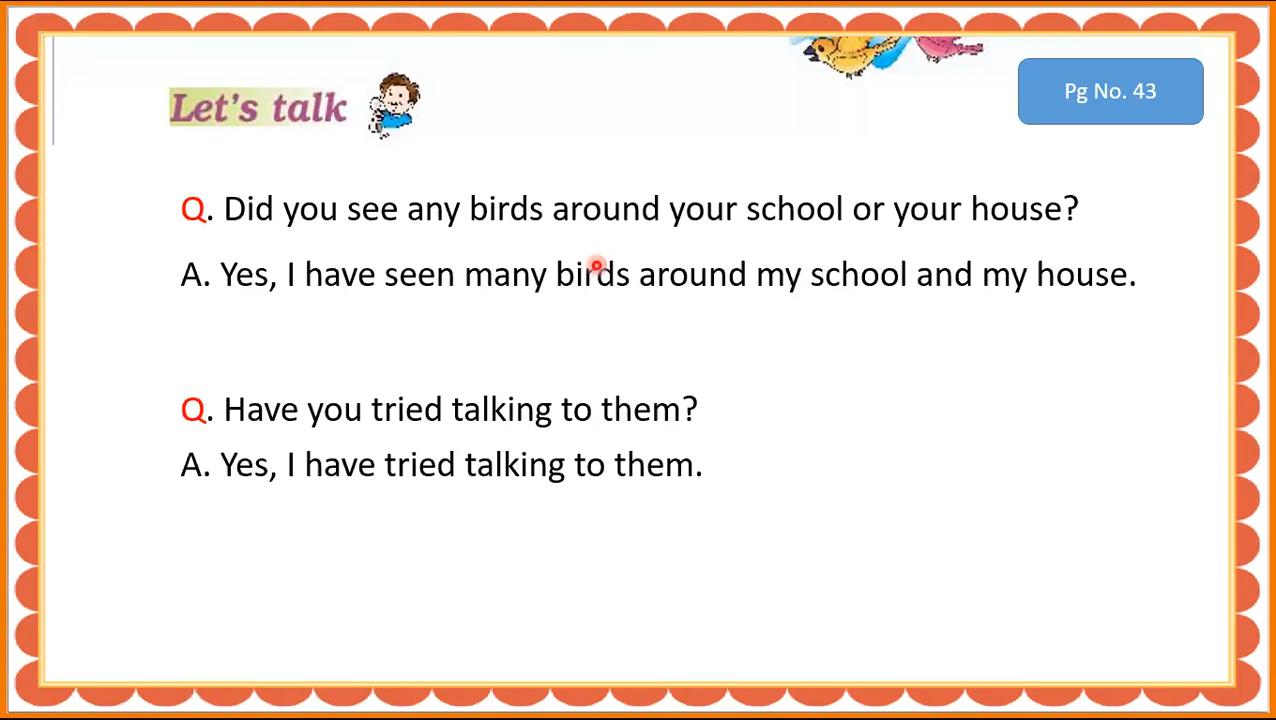 Let's talk
Pg No. 43
Q. Did you see any birds around your school or your house?
A. Yes, I have seen many birds around my school and my house.
Q. Have you tried talking to them?
A. Yes, I have tried talking to them.